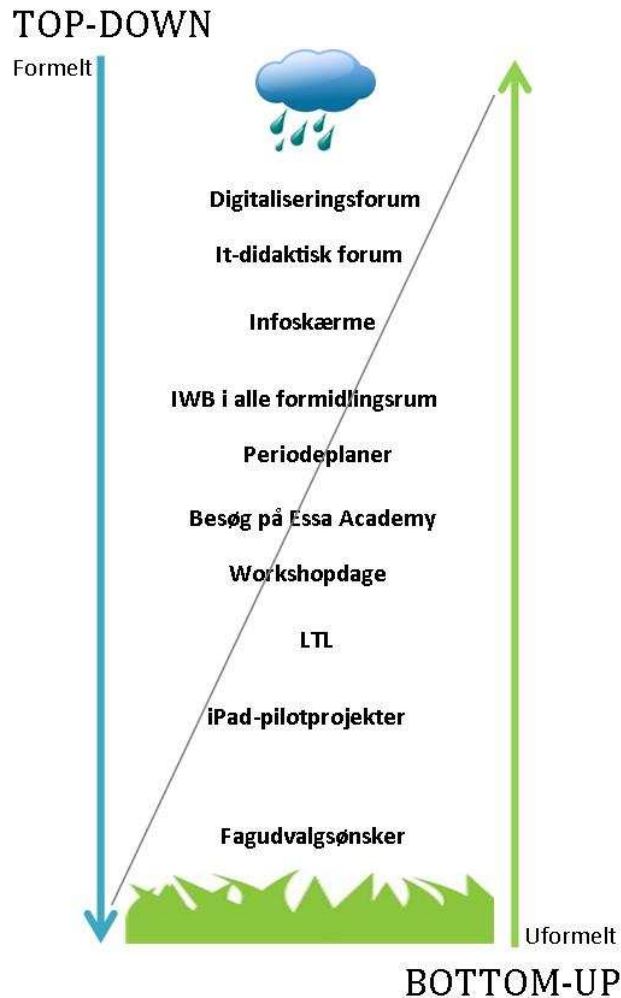 TOP-DOWN
Formelt
Digitaliseringsforum
It-didaktisk forum
Infoskærme
IWB i alle formidlingsrum
Periodeplaner
Besøg på Essa Academy
Workshopdage
LTL
iPad-pilotprojekter
Fagudvalgsønsker
Uformelt
BOTTOM-UP